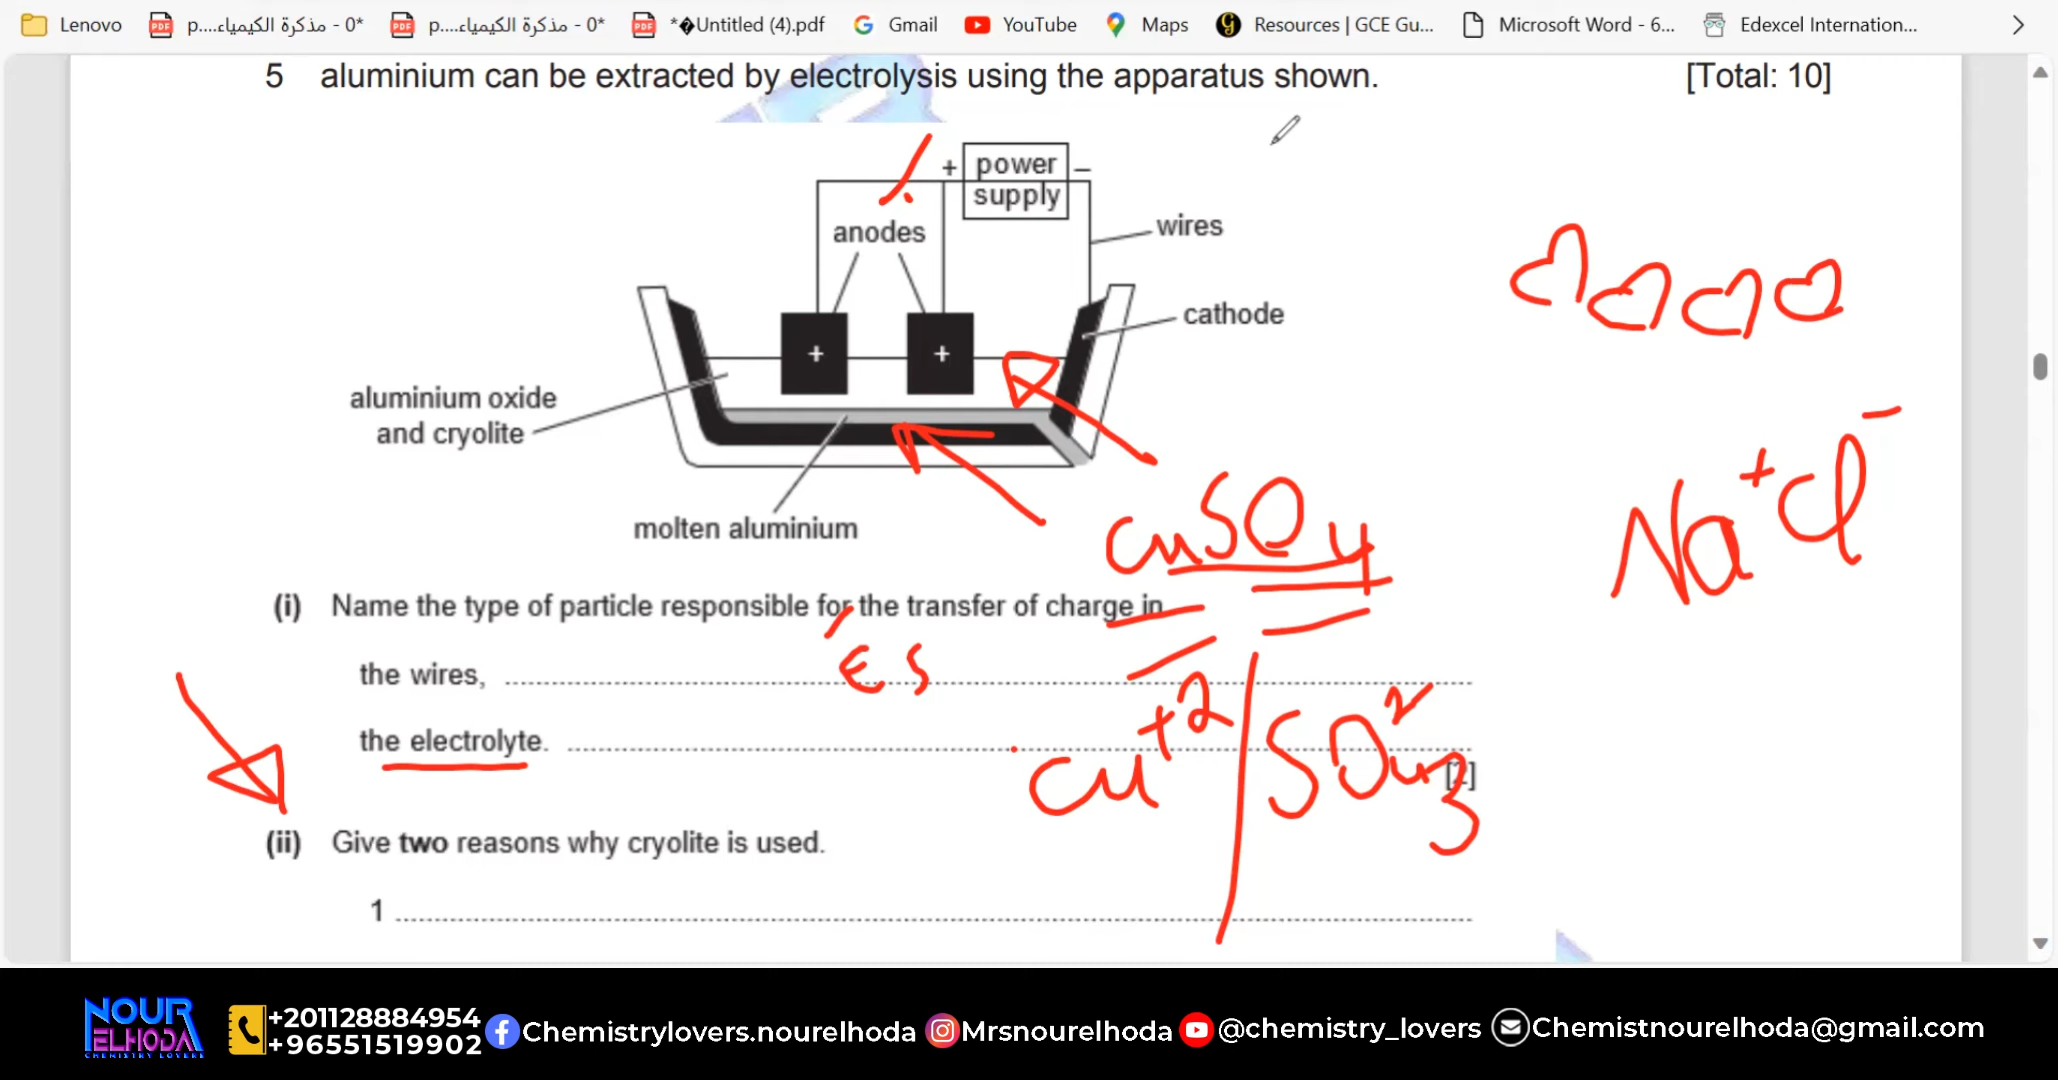 Lenovo
p....مذكرة الكيمياء - 0*
p....مذكرة الكيمياء - 0*
*�Untitled (4).pdf
Gmail
YouTube
Maps
Resources | GCE Gu...
Microsoft Word - 6...
Edexcel Internation...
5 aluminium can be extracted by electrolysis using the apparatus shown. [Total: 10]
+ power supply −
anodes
wires
+ +
cathode
aluminium oxide
and cryolite
molten aluminium
CuSO4
Na+Cl−
(i) Name the type of particle responsible for the transfer of charge in
the wires, ........
the electrolyte. ........
Cu+2 SO4 2
[2]
(ii) Give two reasons why cryolite is used.
1 ........
NOUR
ELHODA
CHEMISTRY LOVERS
+201128884954
+96551519902
Chemistrylovers.nourelhoda
Mrsnourelhoda
@chemistry_lovers
Chemistnourelhoda@gmail.com